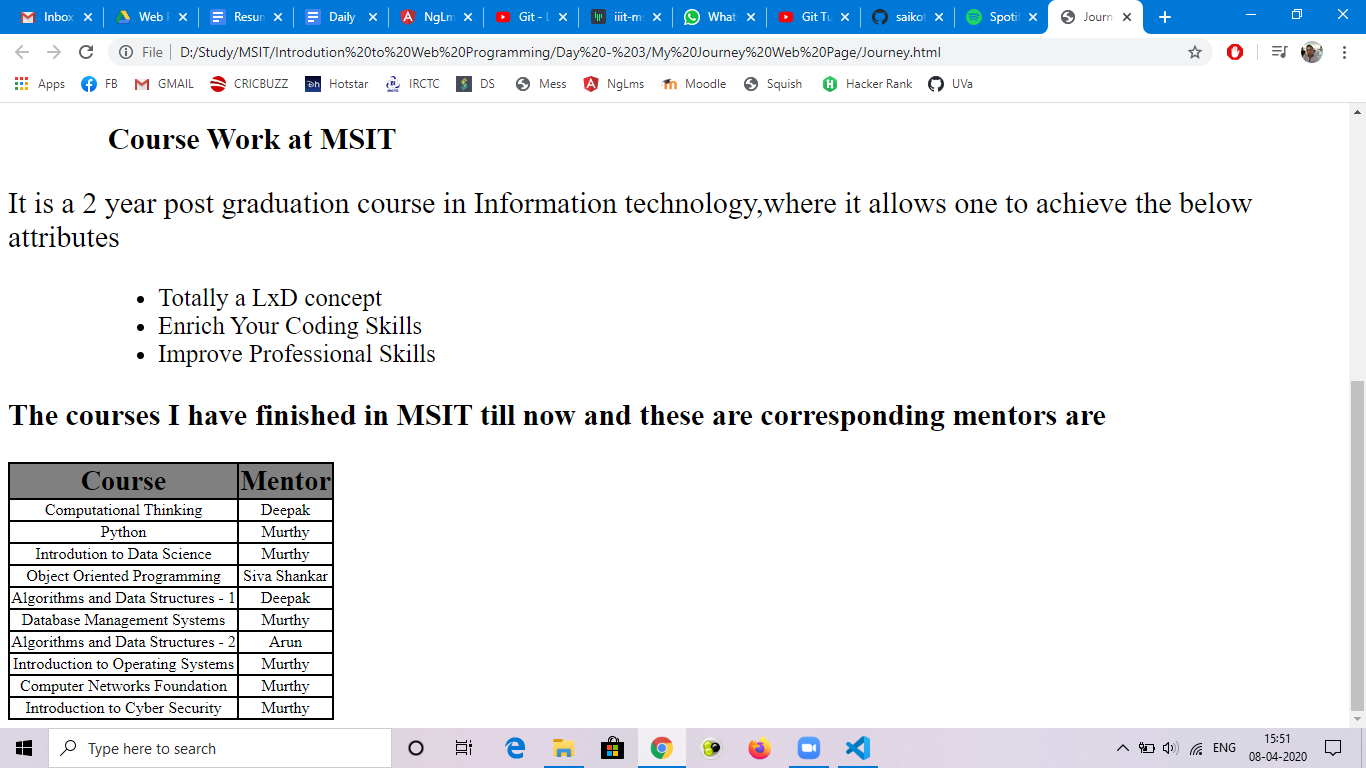 Inbox
Web
Resun
Daily
NgLm
Git -
iiit-m
What
Git Tu
saiko
Spoti
Journ
File | D:/Study/MSIT/Introdution%20to%20Web%20Programming/Day%20-%203/My%20Journey%20Web%20Page/Journey.html
Apps FB GMAIL CRICBUZZ Hotstar IRCTC DS Mess NgLms Moodle Squish Hacker Rank UVa
Course Work at MSIT
It is a 2 year post graduation course in Information technology,where it allows one to achieve the below
attributes
• Totally a LxD concept
• Enrich Your Coding Skills
• Improve Professional Skills
The courses I have finished in MSIT till now and these are corresponding mentors are
Course Mentor
Computational Thinking Deepak
Python Murthy
Introdution to Data Science Murthy
Object Oriented Programming Siva Shankar
Algorithms and Data Structures - 1 Deepak
Database Management Systems Murthy
Algorithms and Data Structures - 2 Arun
Introduction to Operating Systems Murthy
Computer Networks Foundation Murthy
Introduction to Cyber Security Murthy
Type here to search
ENG
15:51
08-04-2020